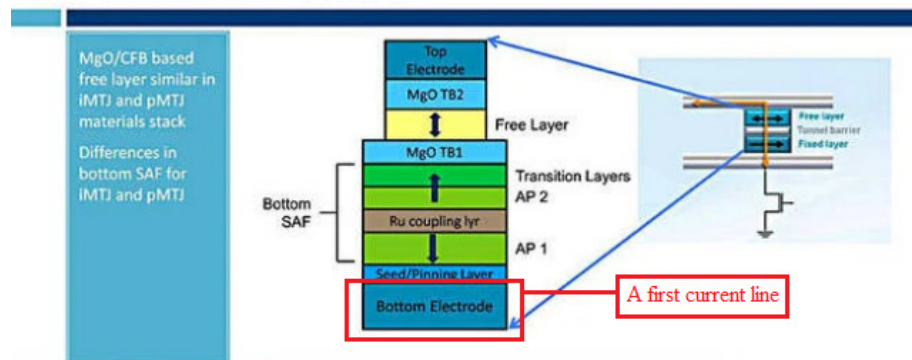 MgO/CFB based
free layer similar in
iMTJ and pMTJ
materials stack
Differences in
bottom SAF for
iMTJ and pMTJ
Top
Electrode
MgO TB2
Free Layer
MgO TB1
Transition Layers
AP 2
Bottom
SAF
Ru coupling lyr
AP 1
Seed/Pinning Layer
Bottom Electrode
Free layer
Tunnel barrier
Fixed layer
A first current line